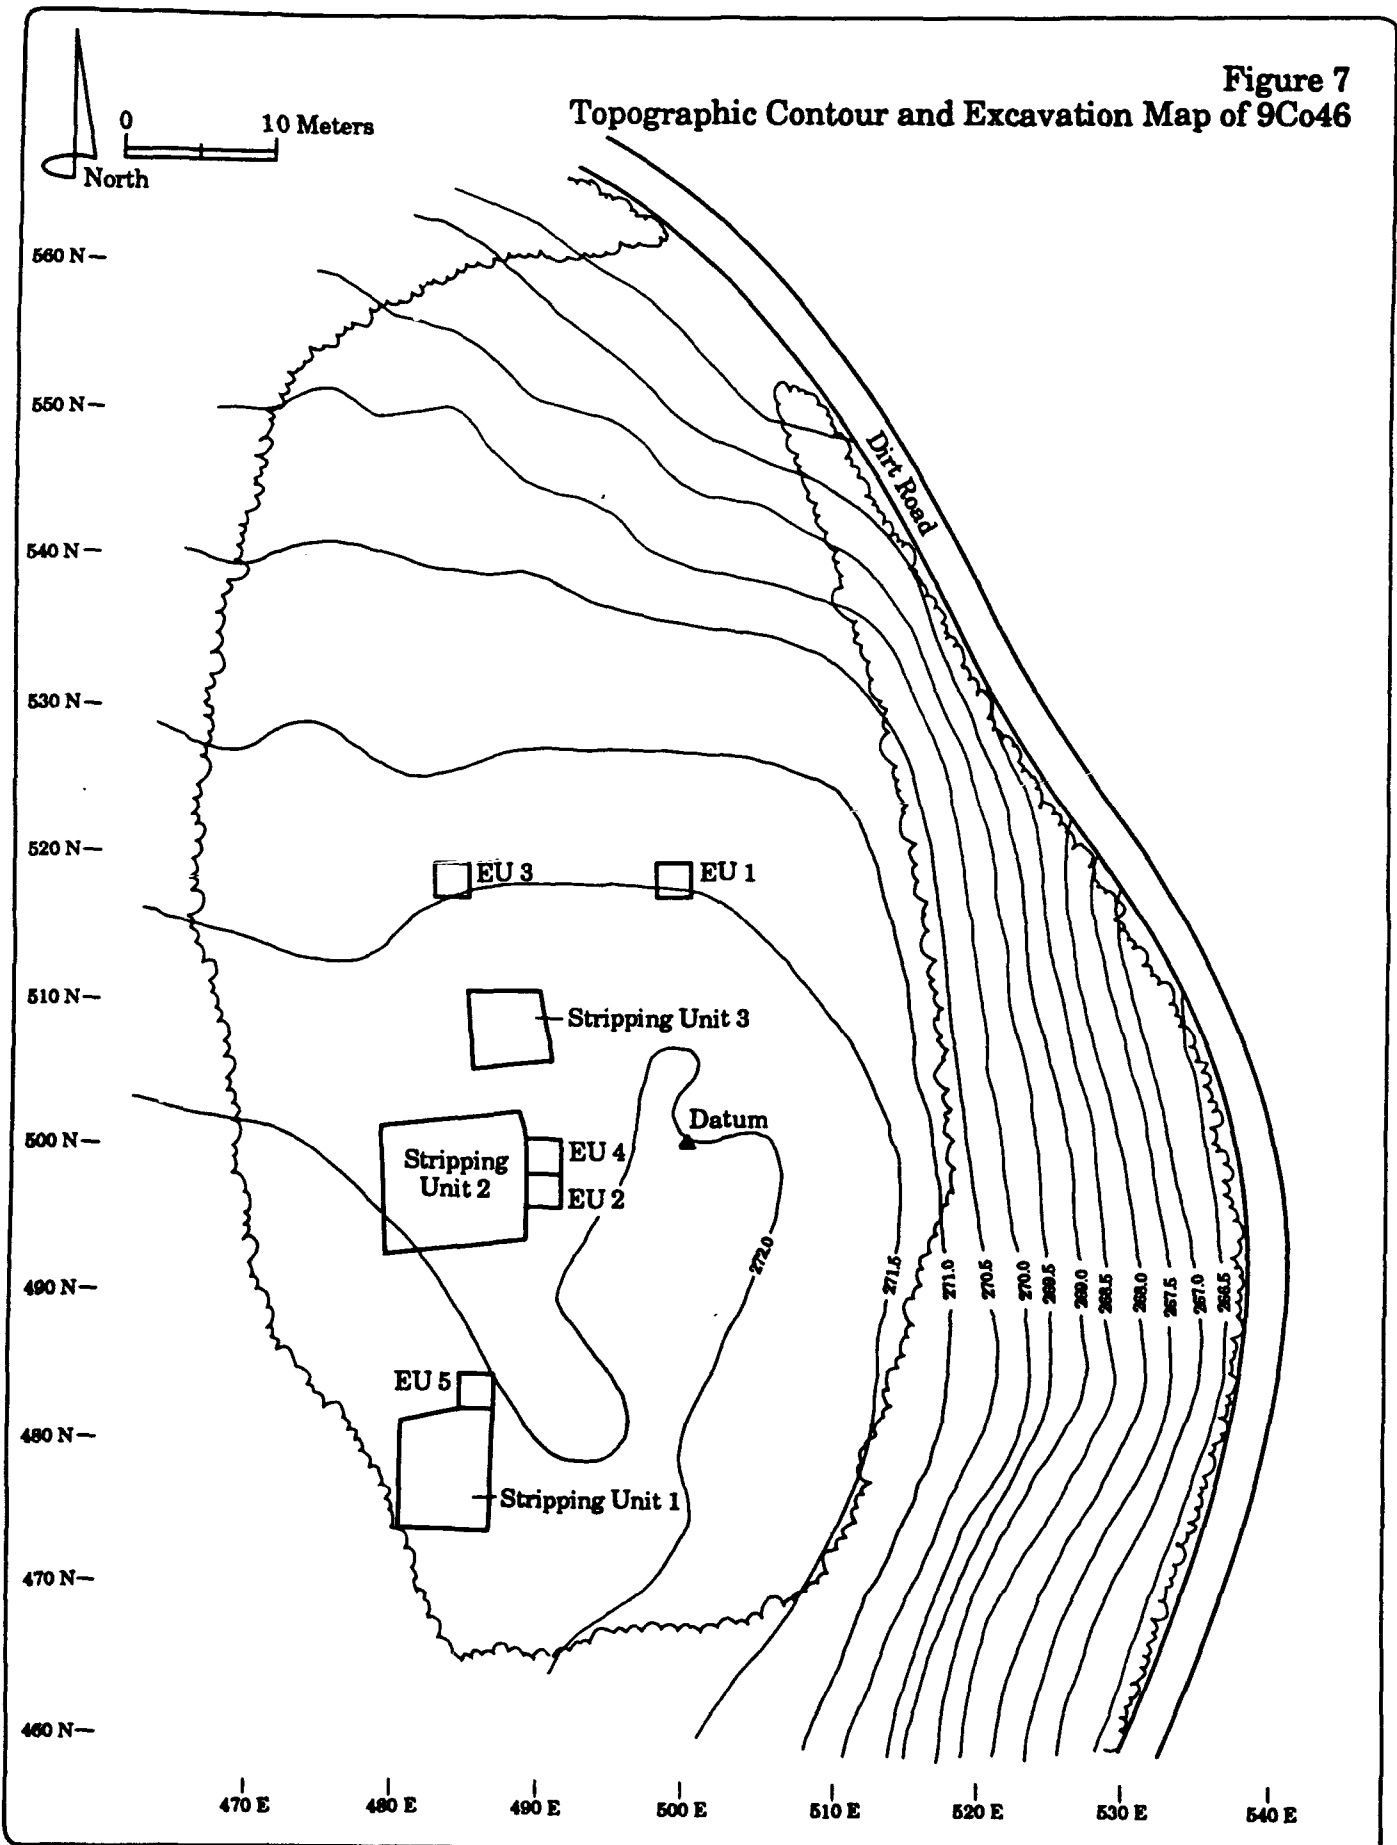 Figure 7
Topographic Contour and Excavation Map of 9Co46
0 10 Meters
North
560 N
550 N
540 N
530 N
520 N
510 N
500 N
490 N
480 N
470 N
460 N
Dirt Road
EU 3
EU 1
Stripping Unit 3
Datum
Stripping
Unit 2
EU 4
EU 2
272.0
271.5
271.0
270.5
270.0
269.5
269.0
268.5
268.0
267.5
267.0
266.5
EU 5
Stripping Unit 1
470 E
480 E
490 E
500 E
510 E
520 E
530 E
540 E